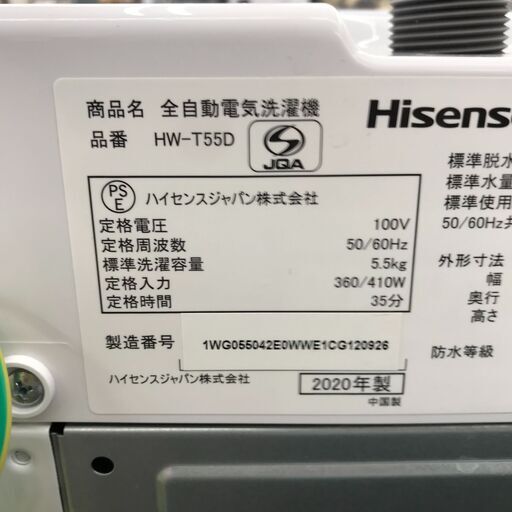 商品名 全自動電気洗濯機
品番 HW-T55D
JQA
Hisense
PS
E
ハイセンスジャパン株式会社
定格電圧 100V
定格周波数 50/60Hz
標準洗濯容量 5.5kg
定格入力 360/410W
定格時間 35分
製造番号 1WG055042E0WWE1CG120926
ハイセンスジャパン株式会社
2020年製
中国製
標準脱水
標準水量
標準使用
50/60Hz共
外形寸法
幅
奥行
高さ
防水等級